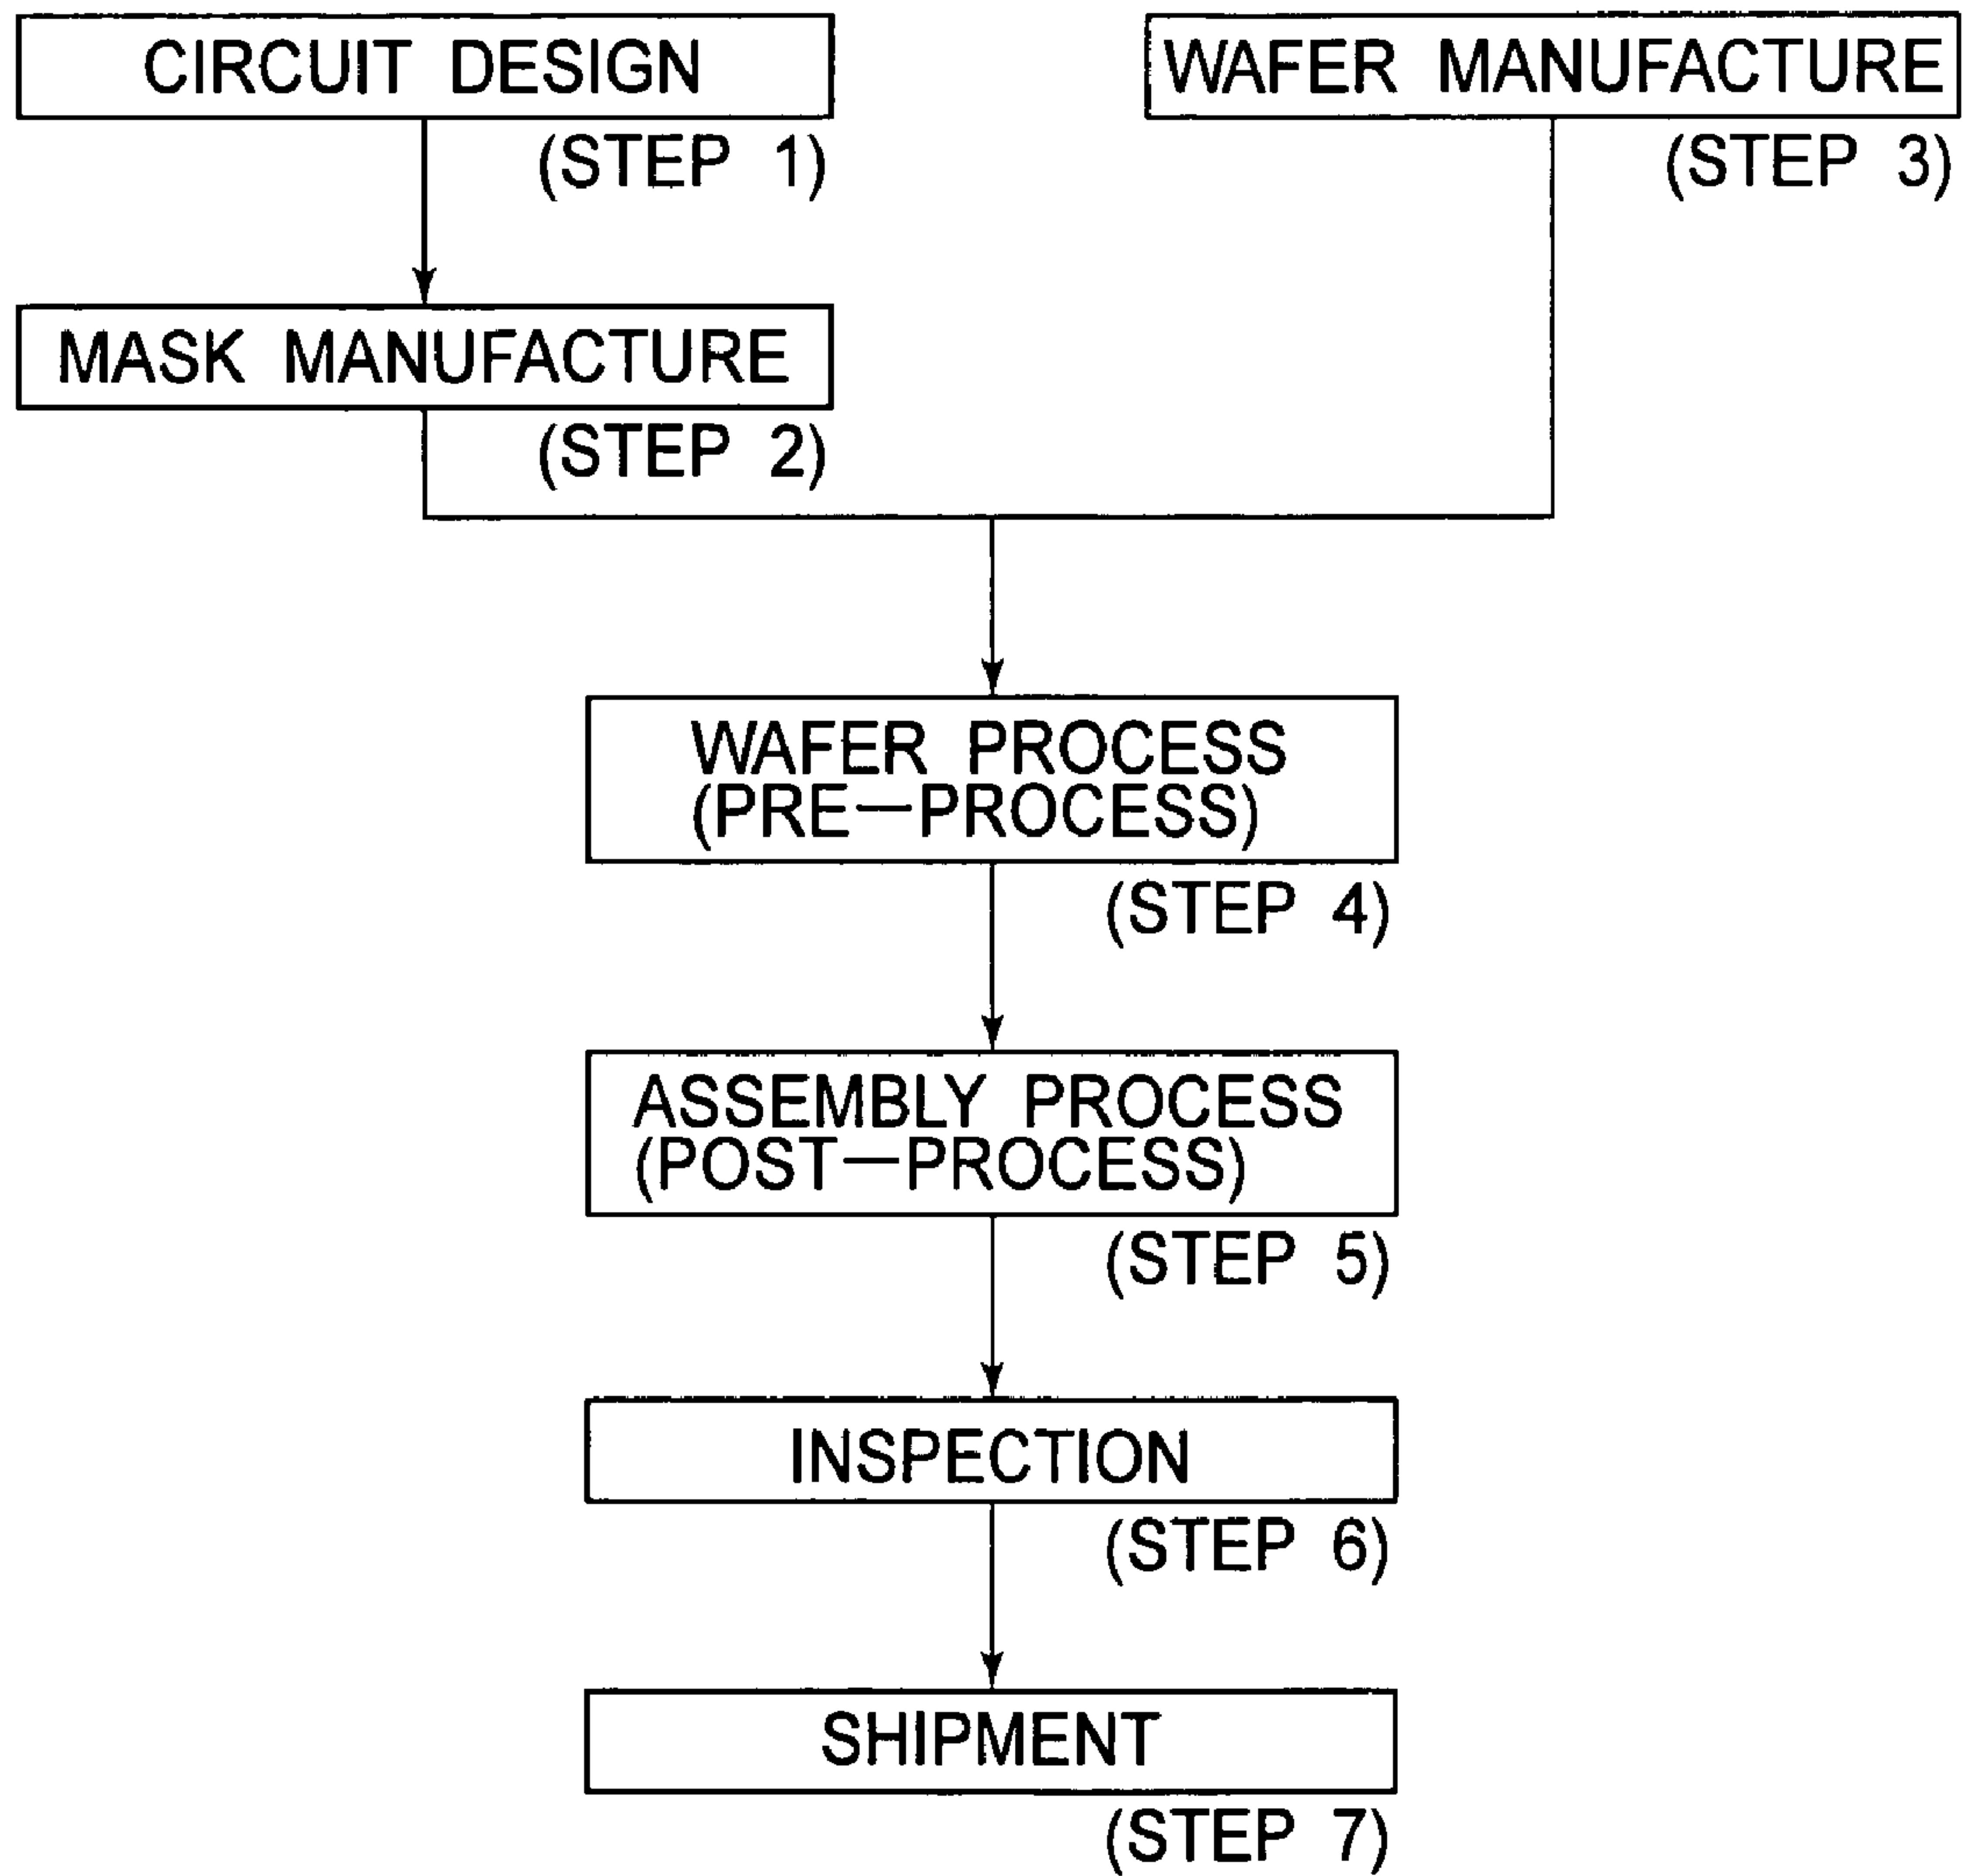 CIRCUIT DESIGN
(STEP 1)
WAFER MANUFACTURE
(STEP 3)
MASK MANUFACTURE
(STEP 2)
WAFER PROCESS
(PRE—PROCESS)
(STEP 4)
ASSEMBLY PROCESS
(POST—PROCESS)
(STEP 5)
INSPECTION
(STEP 6)
SHIPMENT
(STEP 7)